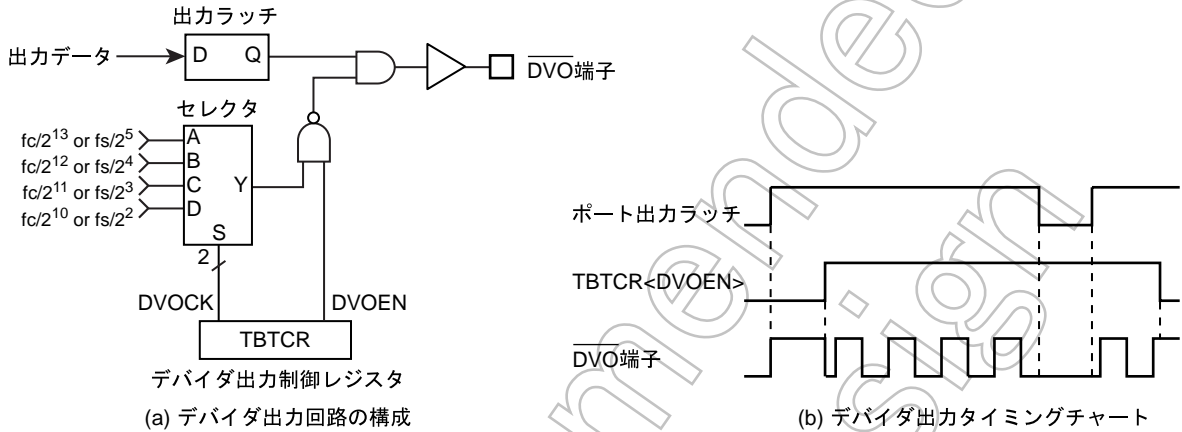 出力ラッチ
出力データ
D Q
DVO端子
セレクタ
fc/2^13 or fs/2^5
fc/2^12 or fs/2^4
fc/2^11 or fs/2^3
fc/2^10 or fs/2^2
A
B
C
D
Y
S
2
DVOCK
DVOEN
TBTCR
デバイダ出力制御レジスタ
(a) デバイダ出力回路の構成
ポート出力ラッチ
TBTCR<DVOEN>
DVO端子
(b) デバイダ出力タイミングチャート